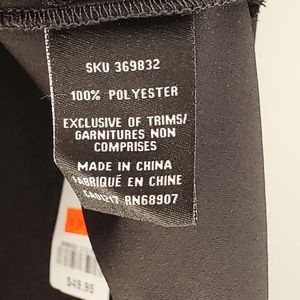 SKU 369832
100% POLYESTER
EXCLUSIVE OF TRIMS/
GARNITURES NON
COMPRISES
MADE IN CHINA
FABRIQUÉ EN CHINE
CA01217 RN68907
$49.95